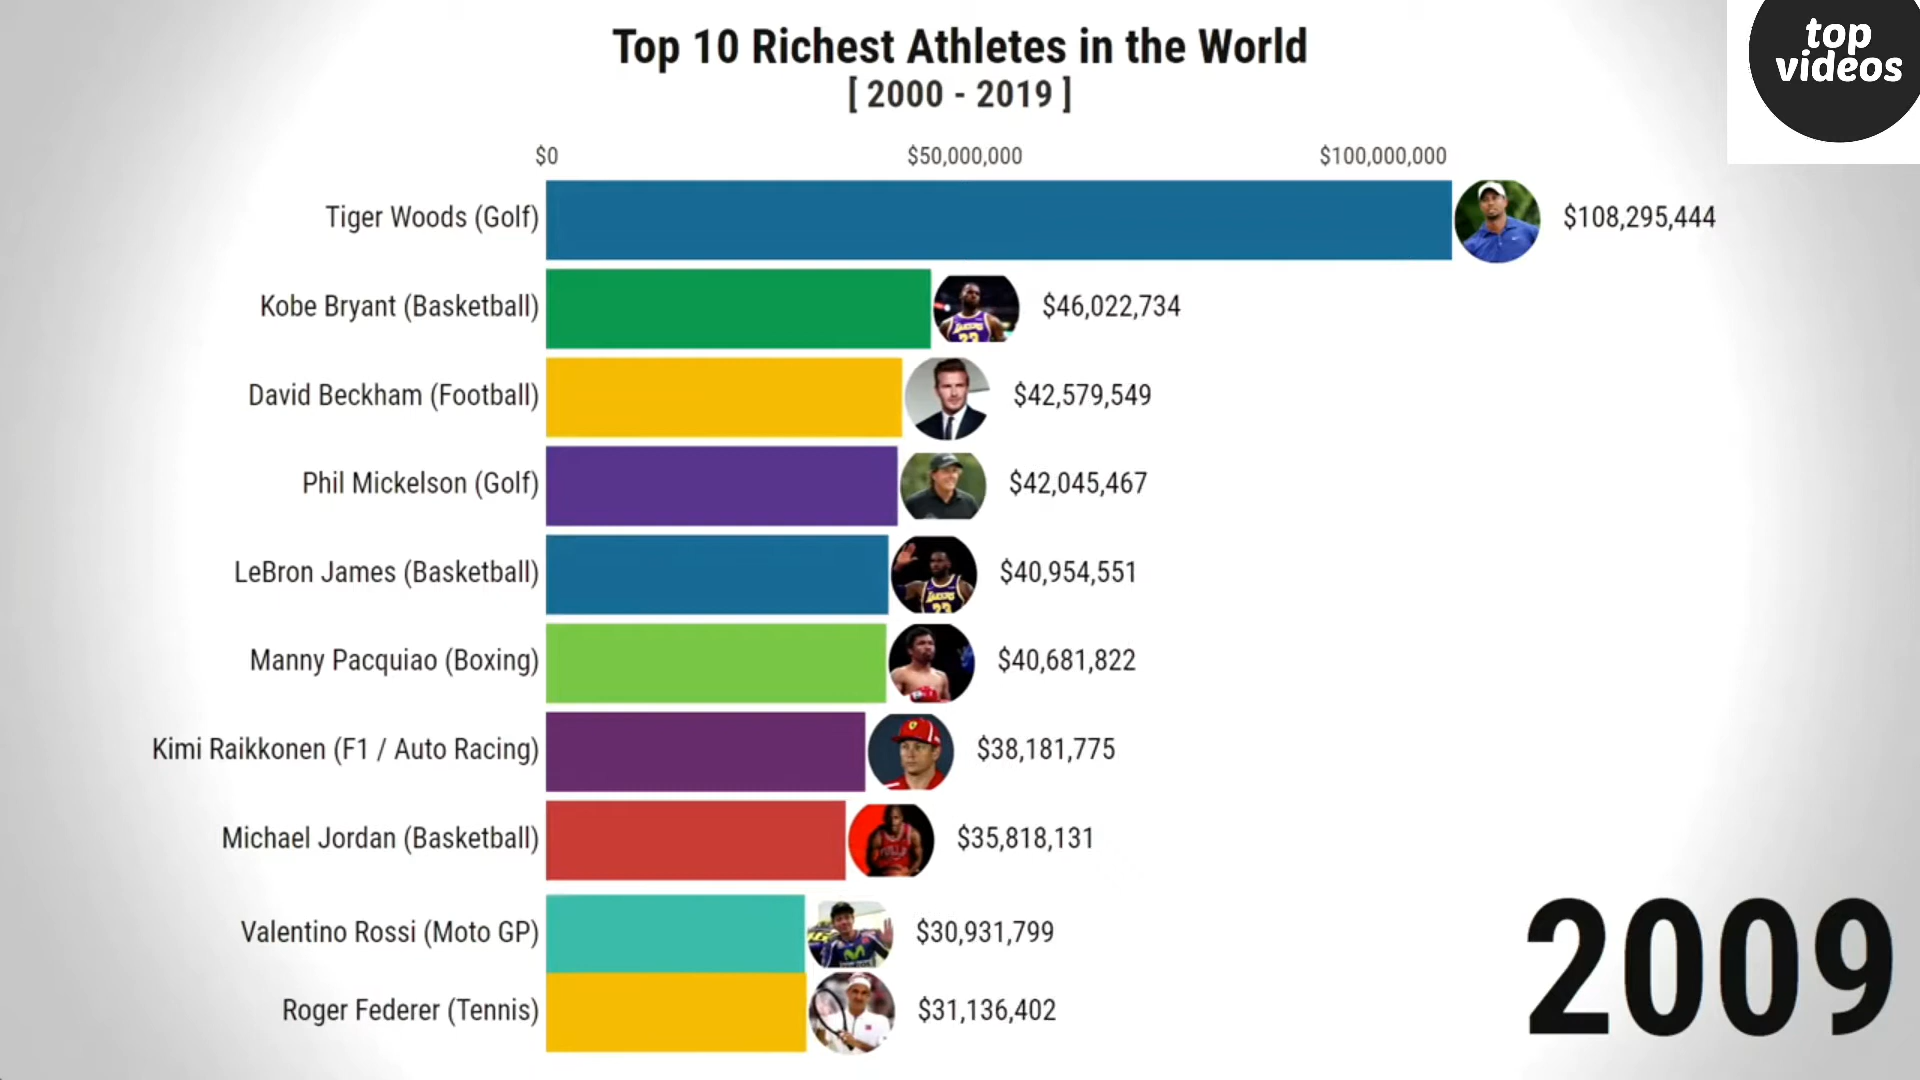 Top 10 Richest Athletes in the World
[ 2000 - 2019 ]
top
videos
$0 $50,000,000 $100,000,000
Tiger Woods (Golf) $108,295,444
Kobe Bryant (Basketball) $46,022,734
David Beckham (Football) $42,579,549
Phil Mickelson (Golf) $42,045,467
LeBron James (Basketball) $40,954,551
Manny Pacquiao (Boxing) $40,681,822
Kimi Raikkonen (F1 / Auto Racing) $38,181,775
Michael Jordan (Basketball) $35,818,131
Valentino Rossi (Moto GP) $30,931,799
Roger Federer (Tennis) $31,136,402
2009